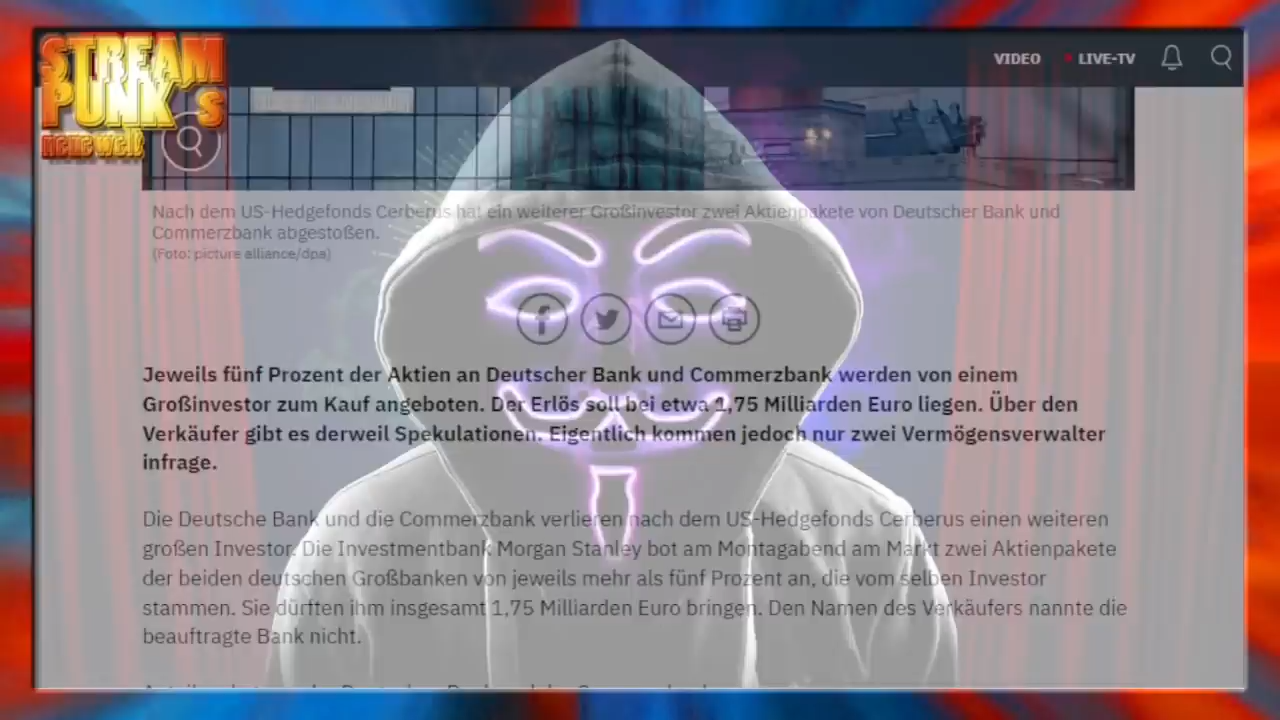 STREAM
PUNK's
neue welt
VIDEO
LIVE-TV
Nach dem US-Hedgefonds Cerberus hat ein weiterer Großinvestor zwei Aktienpakete von Deutscher Bank und
Commerzbank abgestoßen.
(Foto: picture alliance/dpa)
Jeweils fünf Prozent der Aktien an Deutscher Bank und Commerzbank werden von einem
Großinvestor zum Kauf angeboten. Der Erlös soll bei etwa 1,75 Milliarden Euro liegen. Über den
Verkäufer gibt es derweil Spekulationen. Eigentlich kommen jedoch nur zwei Vermögensverwalter
infrage.
Die Deutsche Bank und die Commerzbank verlieren nach dem US-Hedgefonds Cerberus einen weiteren
großen Investor. Die Investmentbank Morgan Stanley bot am Montagabend am Markt zwei Aktienpakete
der beiden deutschen Großbanken von jeweils mehr als fünf Prozent an, die vom selben Investor
stammen. Sie dürften ihm insgesamt 1,75 Milliarden Euro bringen. Den Namen des Verkäufers nannte die
beauftragte Bank nicht.